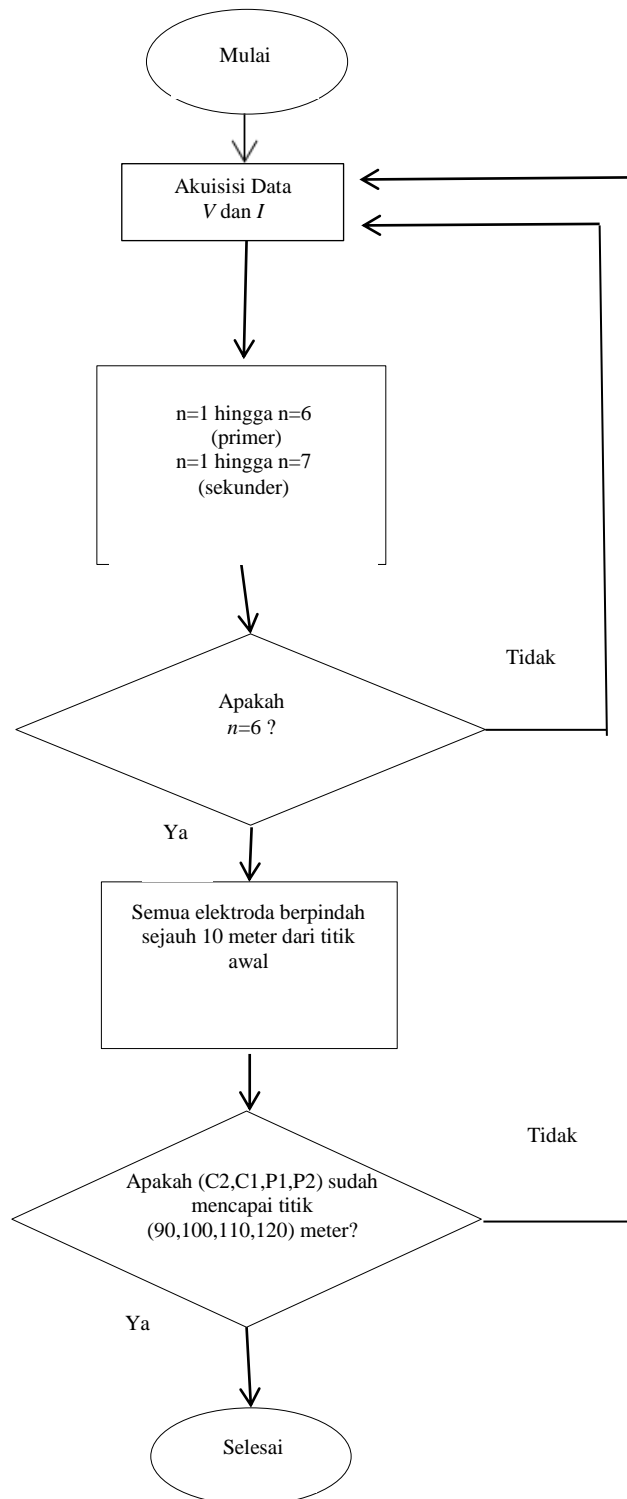 Mulai
Akuisisi Data
V dan I
n=1 hingga n=6
(primer)
n=1 hingga n=7
(sekunder)
Tidak
Apakah
n=6 ?
Ya
Semua elektroda berpindah
sejauh 10 meter dari titik
awal
Tidak
Apakah (C2,C1,P1,P2) sudah
mencapai titik
(90,100,110,120) meter?
Ya
Selesai